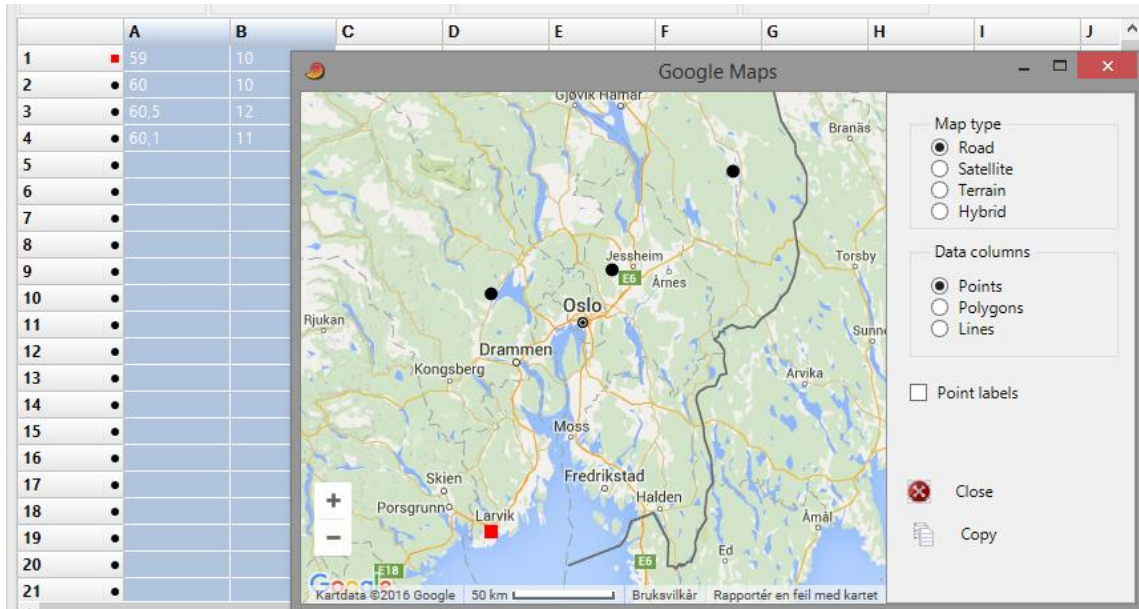 A B C D E F G H I J
1 59 10
2 60 10
3 60,5 12
4 60,1 11
5
6
7
8
9
10
11
12
13
14
15
16
17
18
19
20
21
Google Maps
Gjøvik Hamar
Branäs
Jessheim
Torsby
E6
Årnes
Oslo
Rjukan
Sunne
Drammen
Kongsberg
Arvika
Moss
Skien
Fredrikstad
Halden
Porsgrunn
Larvik
Åmål
+
−
Ed
E6
E18
Google
Kartdata ©2016 Google 50 km Bruksvilkår Rapportér en feil med kartet
Map type
Road
Satellite
Terrain
Hybrid
Data columns
Points
Polygons
Lines
Point labels
Close
Copy